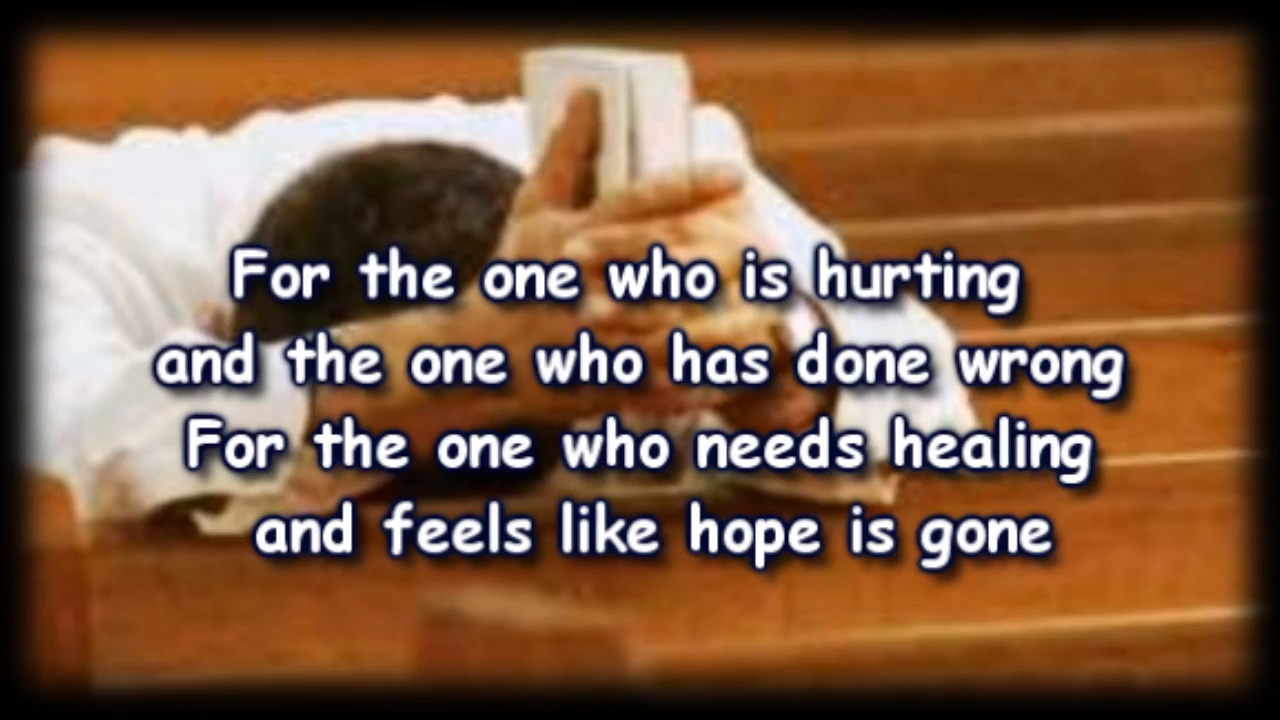 For the one who is hurting
and the one who has done wrong
For the one who needs healing
and feels like hope is gone